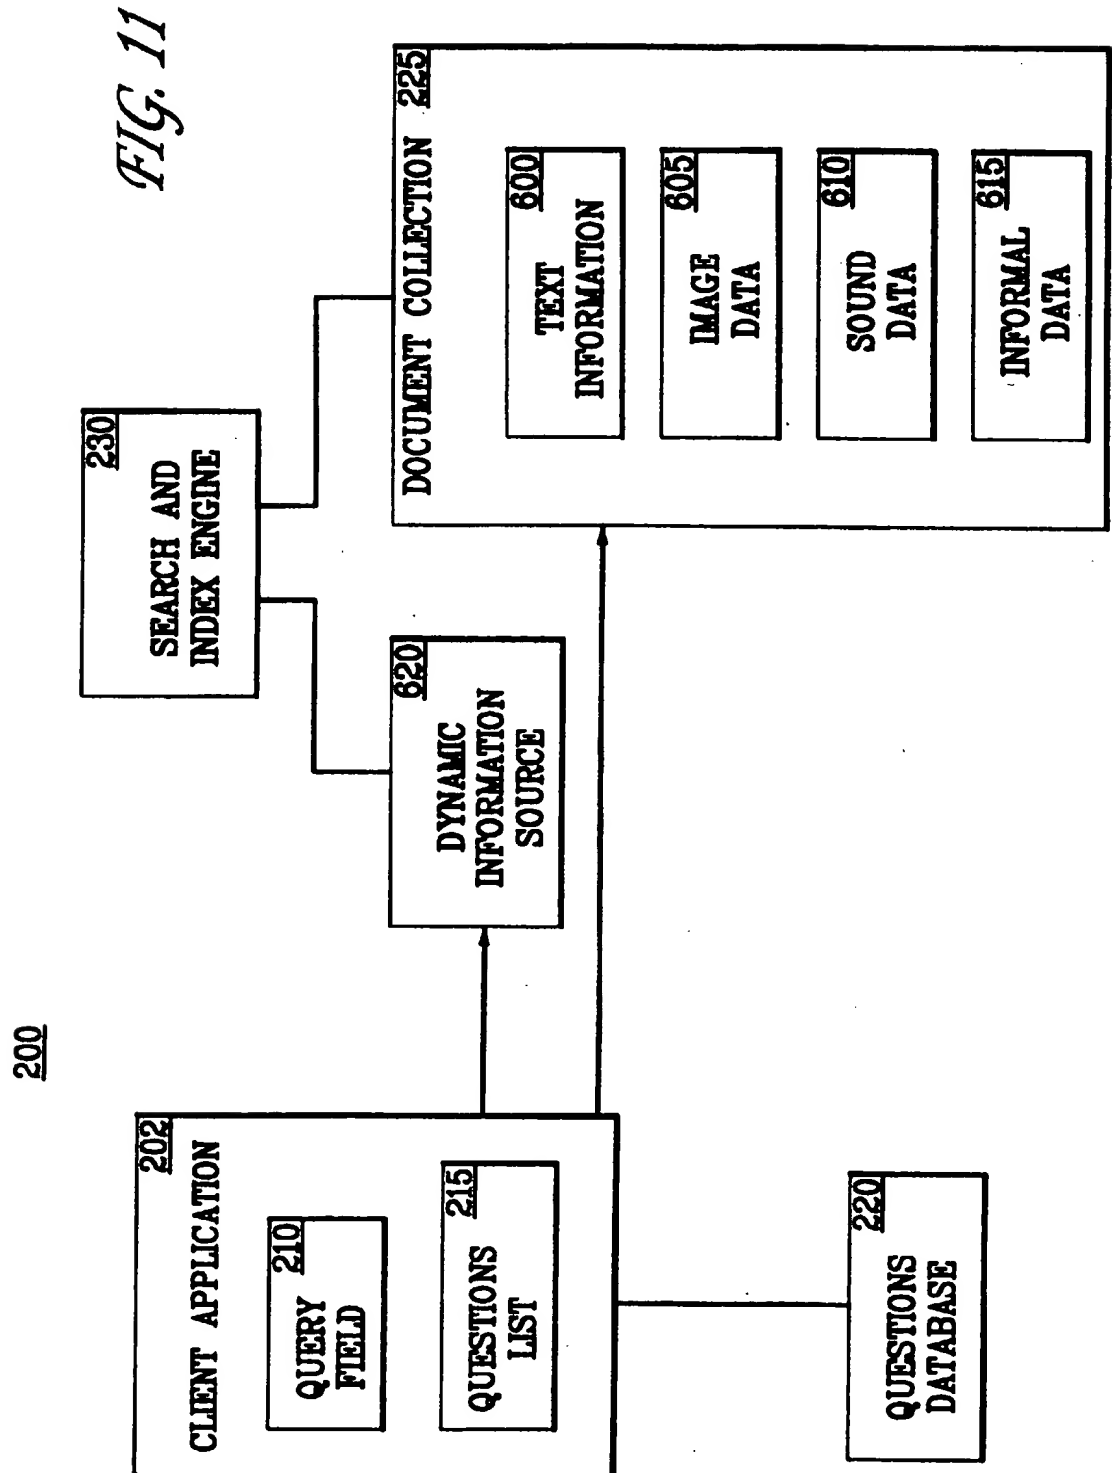 200
FIG. 11
CLIENT APPLICATION 202
QUERY
FIELD
210
QUESTIONS
LIST
215
QUESTIONS
DATABASE
220
DYNAMIC
INFORMATION
SOURCE
620
SEARCH AND
INDEX ENGINE
230
DOCUMENT COLLECTION 225
TEXT
INFORMATION
600
IMAGE
DATA
605
SOUND
DATA
610
INFORMAL
DATA
615